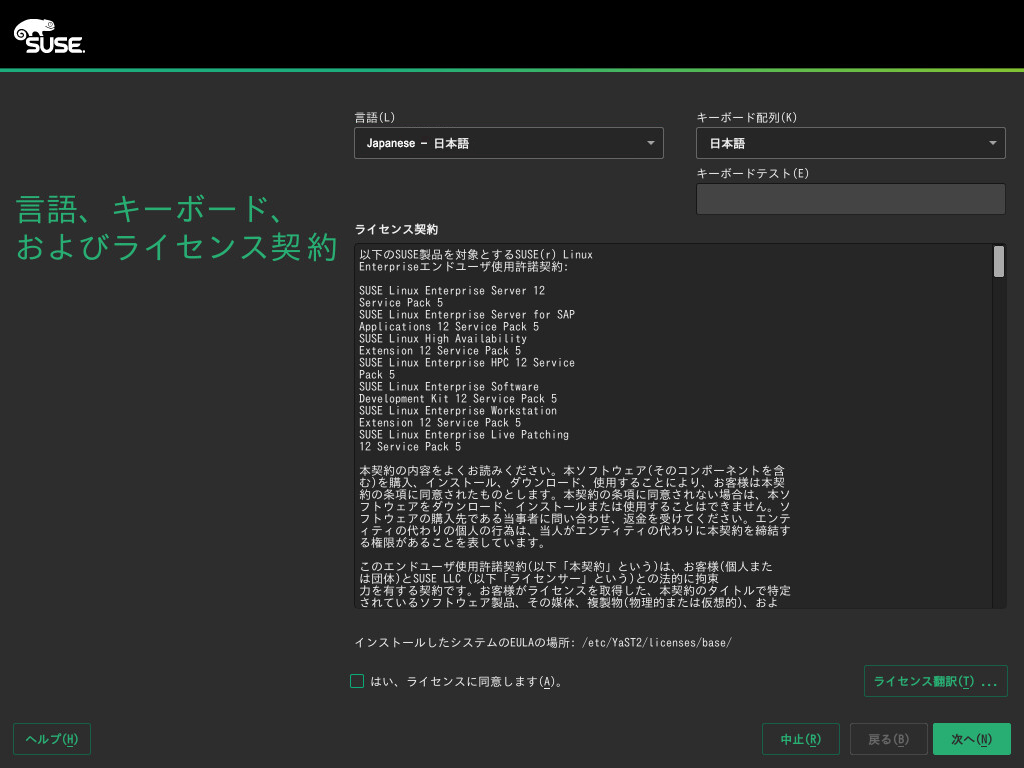 SUSE.
言語(L)
キーボード配列(K)
Japanese - 日本語
日本語
キーボードテスト(E)
言語、キーボード、
およびライセンス契約
ライセンス契約
以下のSUSE製品を対象とするSUSE(r) Linux
Enterpriseエンドユーザ使用許諾契約:
SUSE Linux Enterprise Server 12
Service Pack 5
SUSE Linux Enterprise Server for SAP
Applications 12 Service Pack 5
SUSE Linux High Availability
Extension 12 Service Pack 5
SUSE Linux Enterprise HPC 12 Service
Pack 5
SUSE Linux Enterprise Software
Development Kit 12 Service Pack 5
SUSE Linux Enterprise Workstation
Extension 12 Service Pack 5
SUSE Linux Enterprise Live Patching
12 Service Pack 5
本契約の内容をよくお読みください。本ソフトウェア(そのコンポーネントを含
む)を購入、インストール、ダウンロード、使用することにより、お客様は本契
約の条項に同意されたものとします。本契約の条項に同意されない場合は、本ソ
フトウェアをダウンロード、インストールまたは使用することはできません。ソ
フトウェアの購入先である当事者に問い合わせ、返金を受けてください。エンテ
ィティの代わりの個人の行為は、当人がエンティティの代わりに本契約を締結す
る権限があることを表しています。
このエンドユーザ使用許諾契約(以下「本契約」という)は、お客様(個人また
は団体)とSUSE LLC (以下「ライセンサー」という)との法的に拘束
力を有する契約です。お客様がライセンスを取得した、本契約のタイトルで特定
されているソフトウェア製品、その媒体、複製物(物理的または仮想的)、およ
インストールしたシステムのEULAの場所: /etc/YaST2/licenses/base/
はい、ライセンスに同意します(A)。
ライセンス翻訳(T) ...
ヘルプ(H)
中止(R)
戻る(B)
次へ(N)